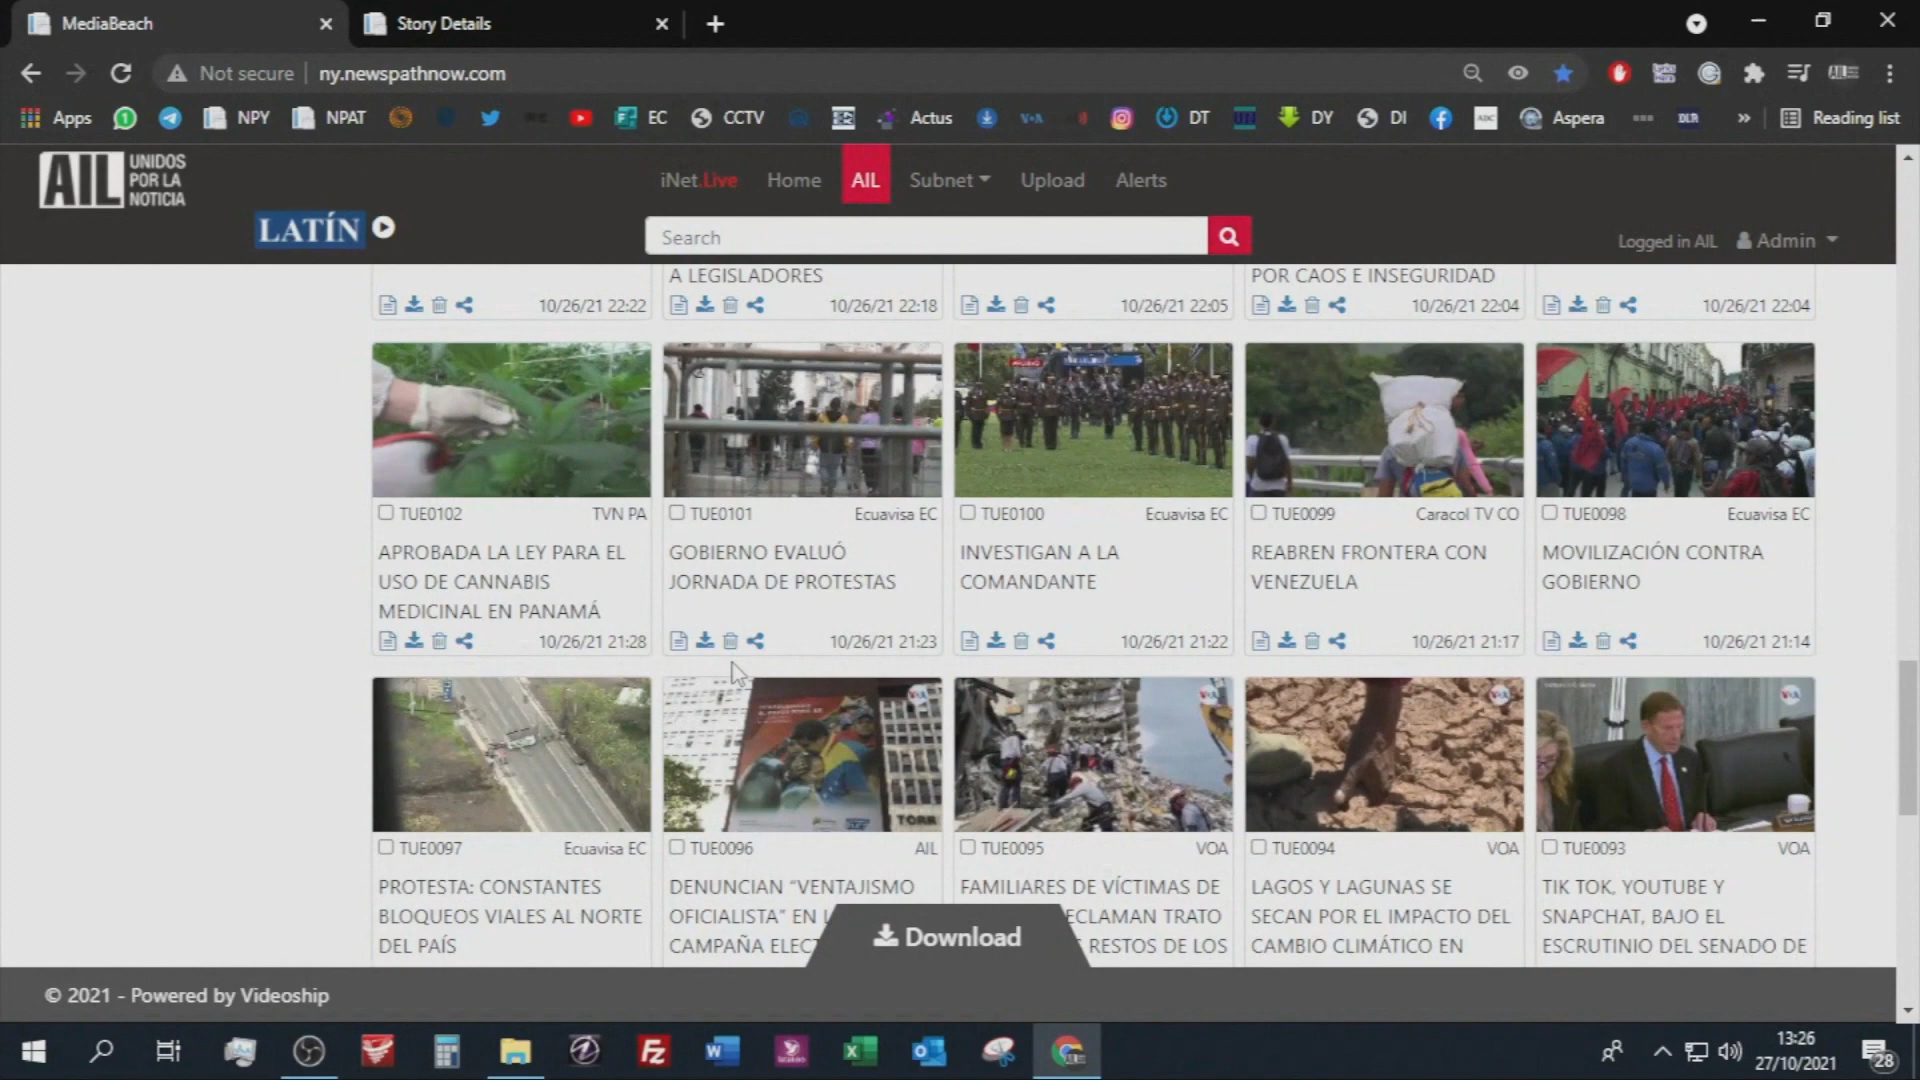 MediaBeach
Story Details
Not secure
ny.newspathnow.com
Apps
NPY
NPAT
EC
CCTV
VOA
Actus
DT
DY
DI
ABC
Aspera
DLR
Reading list
AIL
UNIDOS
POR LA
NOTICIA
LATÍN
iNet.Live
Home
AIL
Subnet
Upload
Alerts
Search
Logged in AIL
Admin
A LEGISLADORES
POR CAOS E INSEGURIDAD
10/26/21 22:22
10/26/21 22:18
10/26/21 22:05
10/26/21 22:04
10/26/21 22:04
TUE0102
TVN PA
APROBADA LA LEY PARA EL
USO DE CANNABIS
MEDICINAL EN PANAMÁ
10/26/21 21:28
TUE0101
Ecuavisa EC
GOBIERNO EVALUÓ
JORNADA DE PROTESTAS
10/26/21 21:23
TUE0100
Ecuavisa EC
INVESTIGAN A LA
COMANDANTE
10/26/21 21:22
TUE0099
Caracol TV CO
REABREN FRONTERA CON
VENEZUELA
10/26/21 21:17
TUE0098
Ecuavisa EC
MOVILIZACIÓN CONTRA
GOBIERNO
10/26/21 21:14
TUE0097
Ecuavisa EC
PROTESTA: CONSTANTES
BLOQUEOS VIALES AL NORTE
DEL PAÍS
VOA
TORR
TUE0096
AIL
DENUNCIAN “VENTAJISMO
OFICIALISTA” EN
CAMPAÑA
VOA
TUE0095
VOA
FAMILIARES DE VÍCTIMAS DE
TRATO
RESTOS DE LOS
VOA
TUE0094
VOA
LAGOS Y LAGUNAS SE
SECAN POR EL IMPACTO DEL
CAMBIO CLIMÁTICO EN
VOA
TUE0093
VOA
TIK TOK, YOUTUBE Y
SNAPCHAT, BAJO EL
ESCRUTINIO DEL SENADO DE
Download
© 2021 - Powered by Videoship
13:26
27/10/2021
28